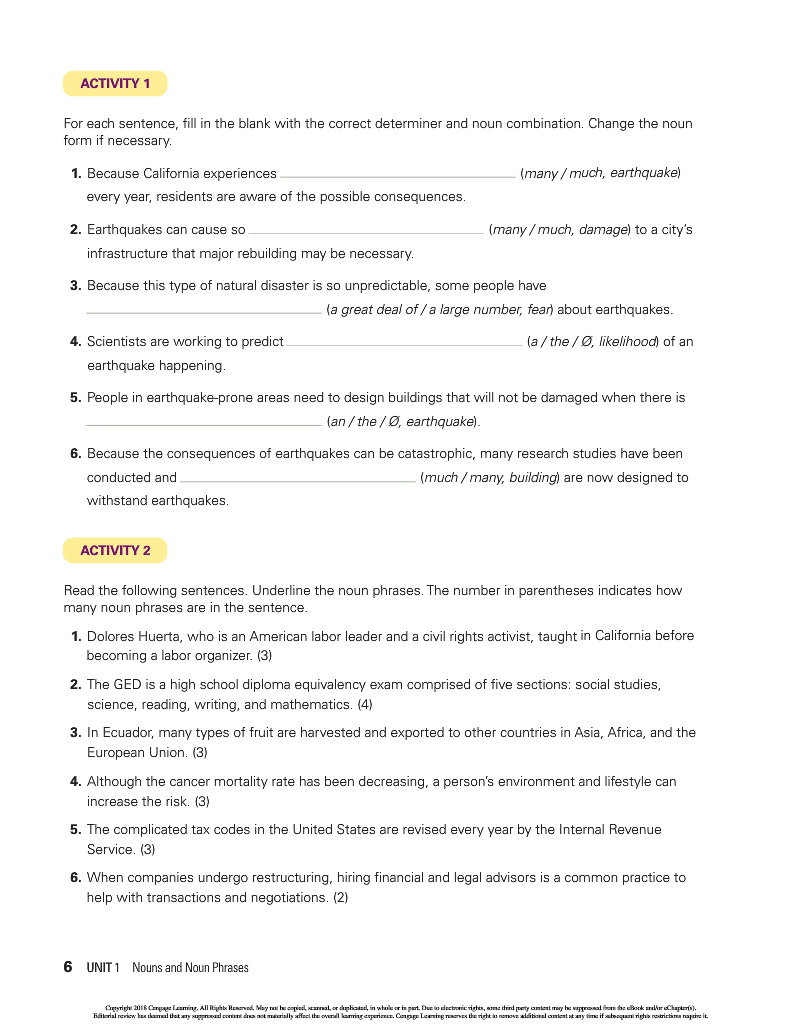 ACTIVITY 1
For each sentence, fill in the blank with the correct determiner and noun combination. Change the noun
form if necessary.
1. Because California experiences (many / much, earthquake)
every year, residents are aware of the possible consequences.
2. Earthquakes can cause so (many / much, damage) to a city's
infrastructure that major rebuilding may be necessary.
3. Because this type of natural disaster is so unpredictable, some people have
(a great deal of / a large number, fear) about earthquakes.
4. Scientists are working to predict (a / the / Ø, likelihood) of an
earthquake happening.
5. People in earthquake-prone areas need to design buildings that will not be damaged when there is
(an / the / Ø, earthquake).
6. Because the consequences of earthquakes can be catastrophic, many research studies have been
conducted and (much / many, building) are now designed to
withstand earthquakes.
ACTIVITY 2
Read the following sentences. Underline the noun phrases. The number in parentheses indicates how
many noun phrases are in the sentence.
1. Dolores Huerta, who is an American labor leader and a civil rights activist, taught in California before
becoming a labor organizer. (3)
2. The GED is a high school diploma equivalency exam comprised of five sections: social studies,
science, reading, writing, and mathematics. (4)
3. In Ecuador, many types of fruit are harvested and exported to other countries in Asia, Africa, and the
European Union. (3)
4. Although the cancer mortality rate has been decreasing, a person's environment and lifestyle can
increase the risk. (3)
5. The complicated tax codes in the United States are revised every year by the Internal Revenue
Service. (3)
6. When companies undergo restructuring, hiring financial and legal advisors is a common practice to
help with transactions and negotiations. (2)
6 UNIT 1 Nouns and Noun Phrases
Copyright 2018 Cengage Learning. All Rights Reserved. May not be copied, scanned, or duplicated, in whole or in part. Due to electronic rights, some third party content may be suppressed from the eBook and/or eChapter(s).
Editorial review has deemed that any suppressed content does not materially affect the overall learning experience. Cengage Learning reserves the right to remove additional content at any time if subsequent rights restrictions require it.